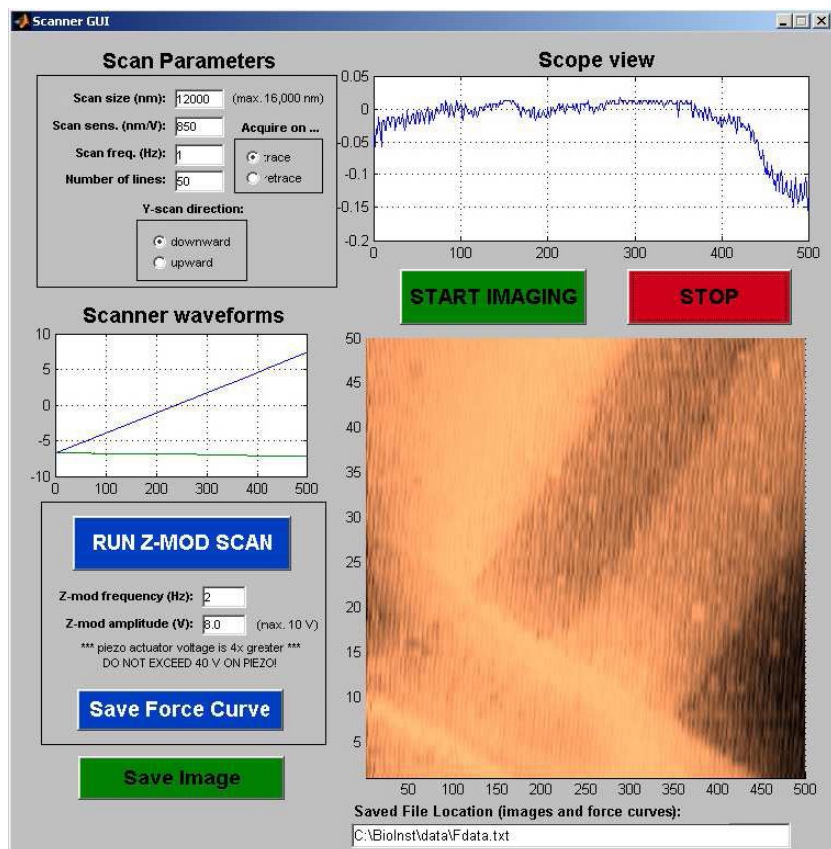 Scanner GUI
Scan Parameters
Scan size (nm): 12000 (max. 16,000 nm)
Scan sens. (nm/V): 850
Acquire on ...
Scan freq. (Hz): 1
trace
Number of lines: 50
retrace
Y-scan direction:
downward
upward
Scope view
0.05
0
-0.05
-0.1
-0.15
-0.2
0 100 200 300 400 500
START IMAGING STOP
Scanner waveforms
10
5
0
-5
-10
0 100 200 300 400 500
RUN Z-MOD SCAN
Z-mod frequency (Hz): 2
Z-mod amplitude (V): 8.0 (max. 10 V)
*** piezo actuator voltage is 4x greater ***
DO NOT EXCEED 40 V ON PIEZO!
Save Force Curve
Save Image
50
45
40
35
30
25
20
15
10
5
50 100 150 200 250 300 350 400 450 500
Saved File Location (images and force curves):
C:\BioInst\data\Fdata.txt